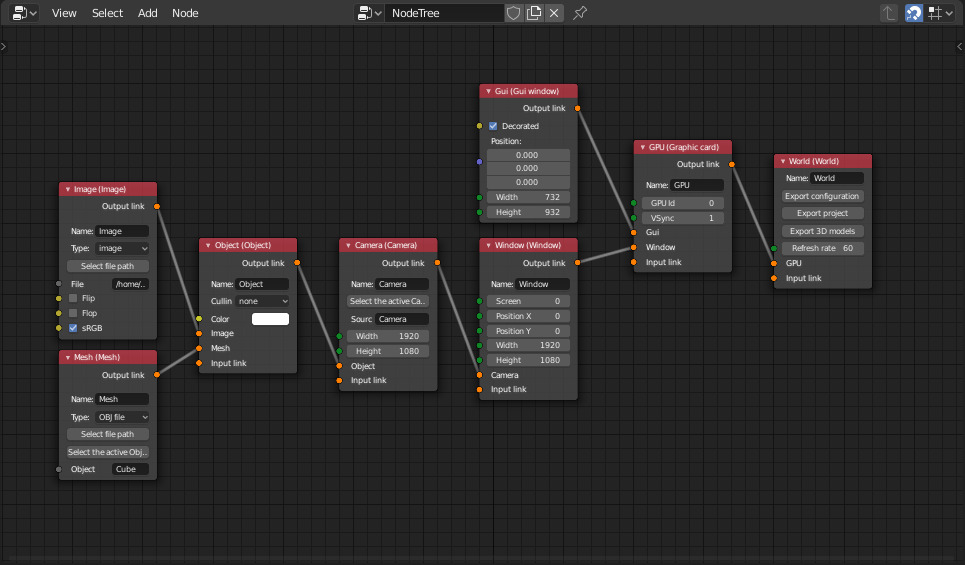 View Select Add Node
NodeTree
Gui (Gui window)
Output link
Decorated
Position:
0.000
0.000
0.000
Width 732
Height 932
GPU (Graphic card)
Output link
Name: GPU
GPU Id 0
VSync 1
Gui
Window
Input link
World (World)
Name: World
Export configuration
Export project
Export 3D models
Refresh rate 60
GPU
Input link
Image (Image)
Output link
Name: Image
Type: image
Select file path
File /home/..
Flip
Flop
sRGB
Object (Object)
Output link
Name: Object
Cullin none
Color
Image
Mesh
Input link
Camera (Camera)
Output link
Name: Camera
Select the active Ca..
Sourc Camera
Width 1920
Height 1080
Object
Input link
Window (Window)
Output link
Name: Window
Screen 0
Position X 0
Position Y 0
Width 1920
Height 1080
Camera
Input link
Mesh (Mesh)
Output link
Name: Mesh
Type: OBJ file
Select file path
Select the active Obj..
Object Cube